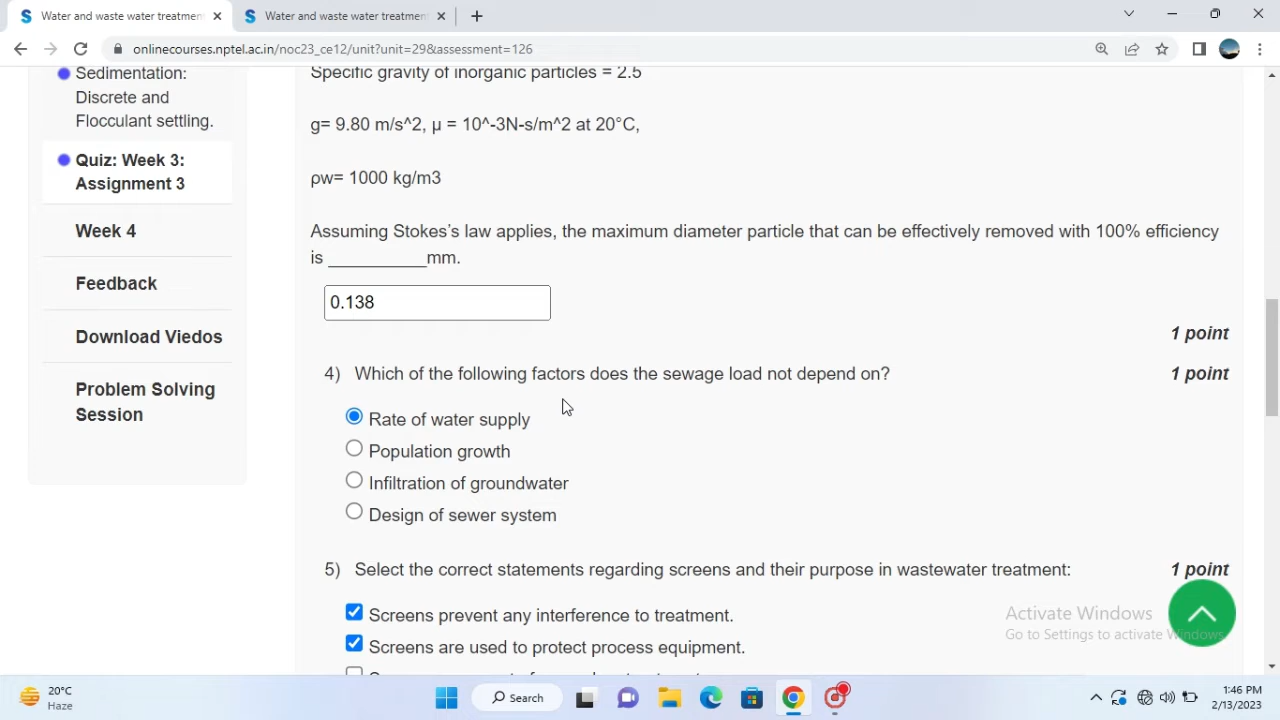 Water and waste water treatmen
Water and waste water treatmen
onlinecourses.nptel.ac.in/noc23_ce12/unit?unit=29&assessment=126
Sedimentation:
Discrete and
Flocculant settling.
Quiz: Week 3:
Assignment 3
Week 4
Feedback
Download Viedos
Problem Solving
Session
Specific gravity of inorganic particles = 2.5
g= 9.80 m/s^2, μ = 10^-3N-s/m^2 at 20°C,
ρw= 1000 kg/m3
Assuming Stokes's law applies, the maximum diameter particle that can be effectively removed with 100% efficiency
is __________mm.
0.138
1 point
4) Which of the following factors does the sewage load not depend on? 1 point
Rate of water supply
Population growth
Infiltration of groundwater
Design of sewer system
5) Select the correct statements regarding screens and their purpose in wastewater treatment: 1 point
Screens prevent any interference to treatment.
Screens are used to protect process equipment.
Activate Windows
Go to Settings to activate Windows.
20°C
Haze
Search
1:46 PM
2/13/2023